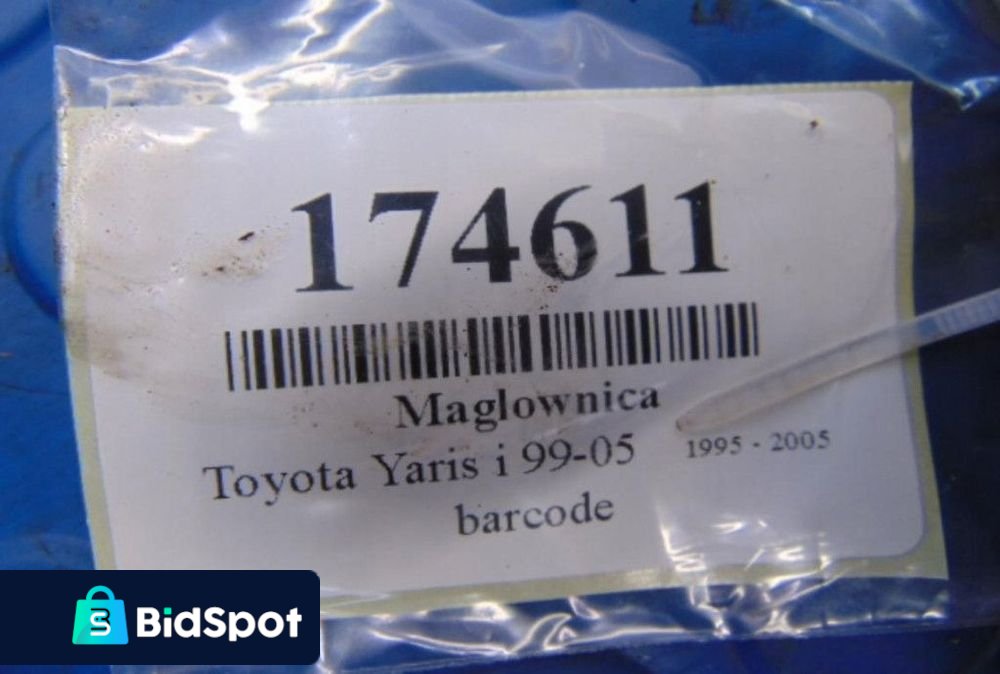 174611
Maglownica
Toyota Yaris i 99-05 1995 - 2005
barcode
BidSpot